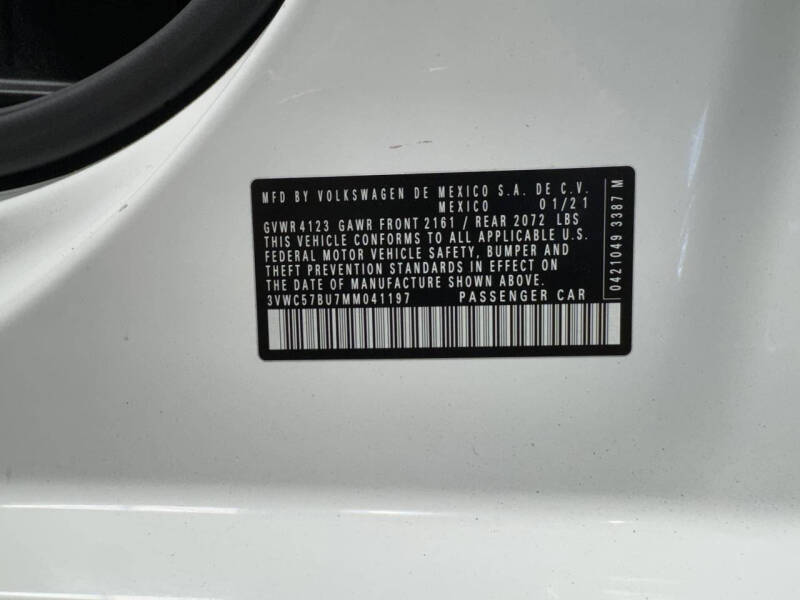 MFD BY VOLKSWAGEN DE MEXICO S.A. DE C.V.
MEXICO 01/21
GVWR 4123 GAWR FRONT 2161 / REAR 2072 LBS
THIS VEHICLE CONFORMS TO ALL APPLICABLE U.S.
FEDERAL MOTOR VEHICLE SAFETY, BUMPER AND
THEFT PREVENTION STANDARDS IN EFFECT ON
THE DATE OF MANUFACTURE SHOWN ABOVE.
3VWC57BU7MM041197 PASSENGER CAR
0421049 3387 M